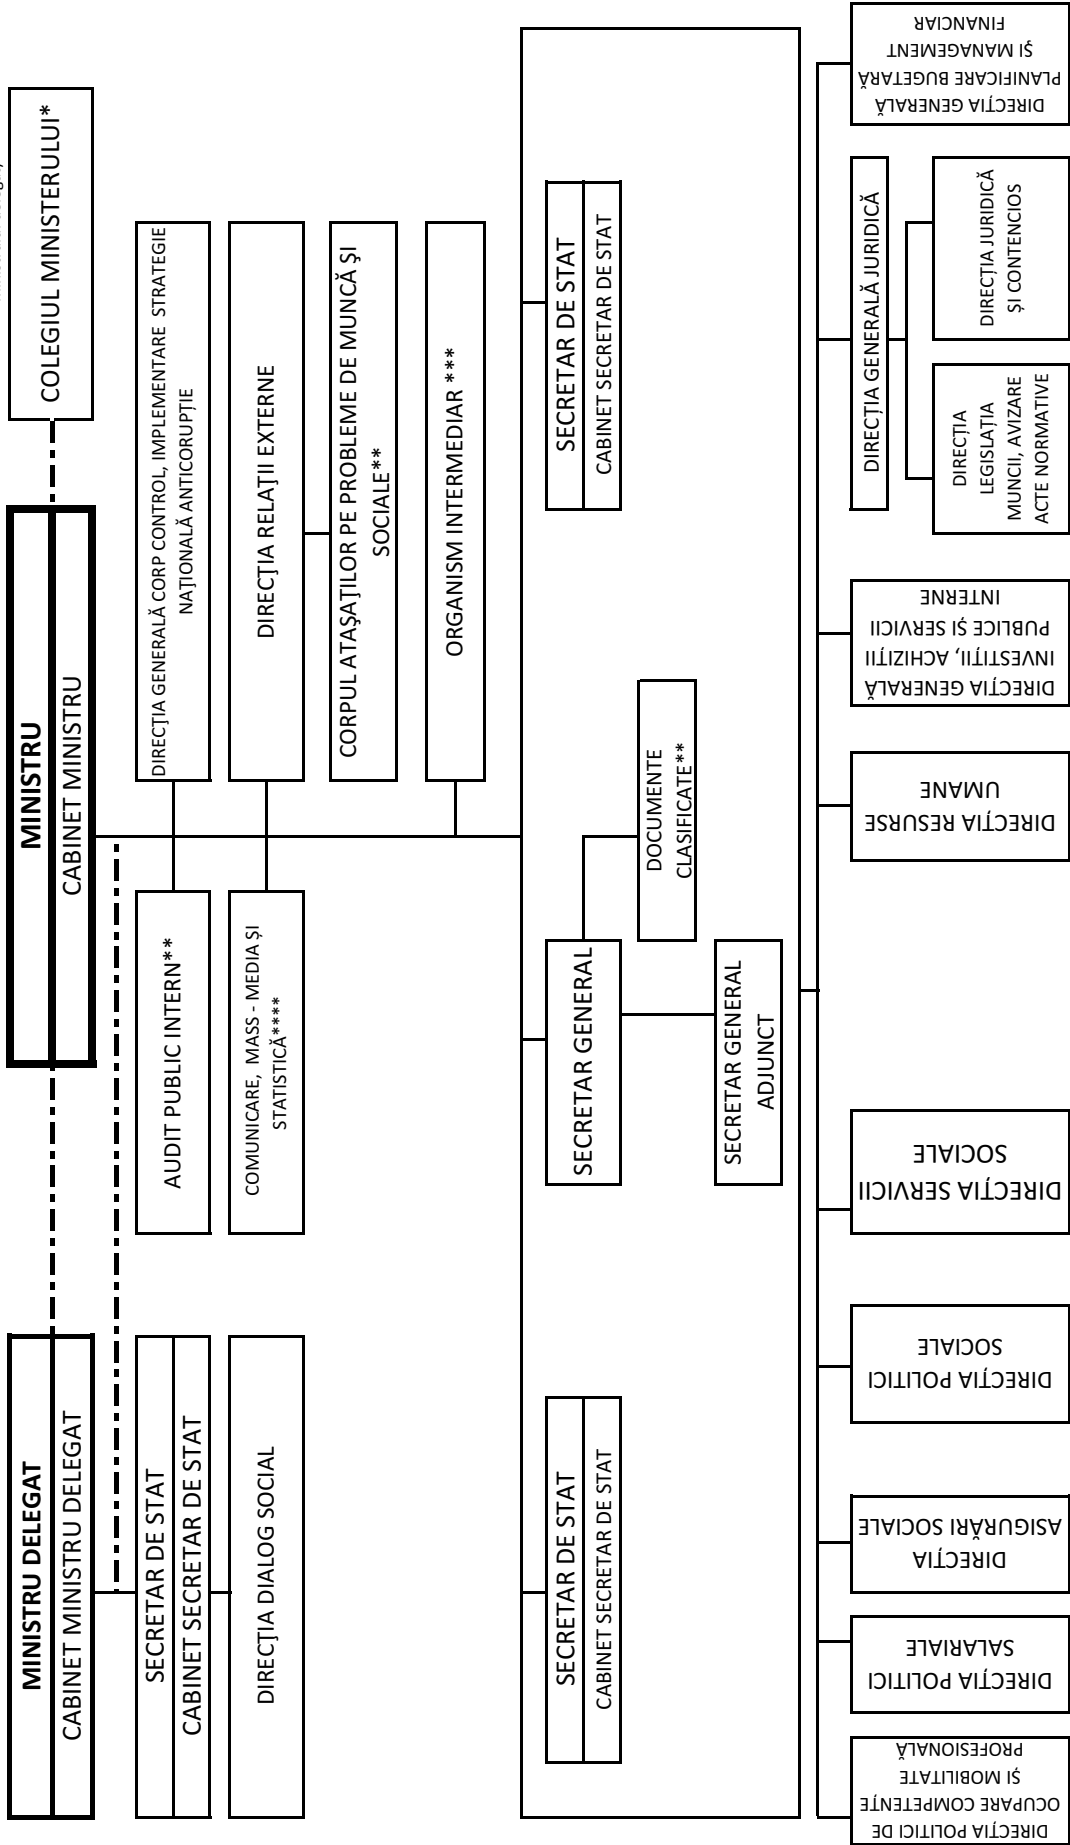 MINISTRU DELEGAT
CABINET MINISTRU DELEGAT
MINISTRU
CABINET MINISTRU
COLEGIUL MINISTERULUI*
SECRETAR DE STAT
CABINET SECRETAR DE STAT
DIRECȚIA DIALOG SOCIAL
AUDIT PUBLIC INTERN**
COMUNICARE, MASS - MEDIA ȘI
STATISTICĂ****
DIRECȚIA GENERALĂ CORP CONTROL, IMPLEMENTARE STRATEGIE
NAȚIONALĂ ANTICORUPȚIE
DIRECȚIA RELAȚII EXTERNE
CORPUL ATAȘAȚILOR PE PROBLEME DE MUNCĂ ȘI
SOCIALE**
ORGANISM INTERMEDIAR ***
SECRETAR DE STAT
CABINET SECRETAR DE STAT
SECRETAR GENERAL
DOCUMENTE
CLASIFICATE**
SECRETAR GENERAL
ADJUNCT
SECRETAR DE STAT
CABINET SECRETAR DE STAT
DIRECȚIA POLITICI DE
OCUPARE COMPETENȚE
ȘI MOBILITATE
PROFESIONALĂ
DIRECȚIA POLITICI
SALARIALE
DIRECȚIA
ASIGURĂRI SOCIALE
DIRECȚIA POLITICI
SOCIALE
DIRECȚIA SERVICII
SOCIALE
DIRECȚIA RESURSE
UMANE
DIRECȚIA GENERALĂ
INVESTIȚII, ACHIZIȚII
PUBLICE ȘI SERVICII
INTERNE
DIRECȚIA GENERALĂ JURIDICĂ
DIRECȚIA
LEGISLAȚIA
MUNCII, AVIZARE
ACTE NORMATIVE
DIRECȚIA JURIDICĂ
ȘI CONTENCIOS
DIRECȚIA GENERALĂ
PLANIFICARE BUGETARĂ
ȘI MANAGEMENT
FINANCIAR